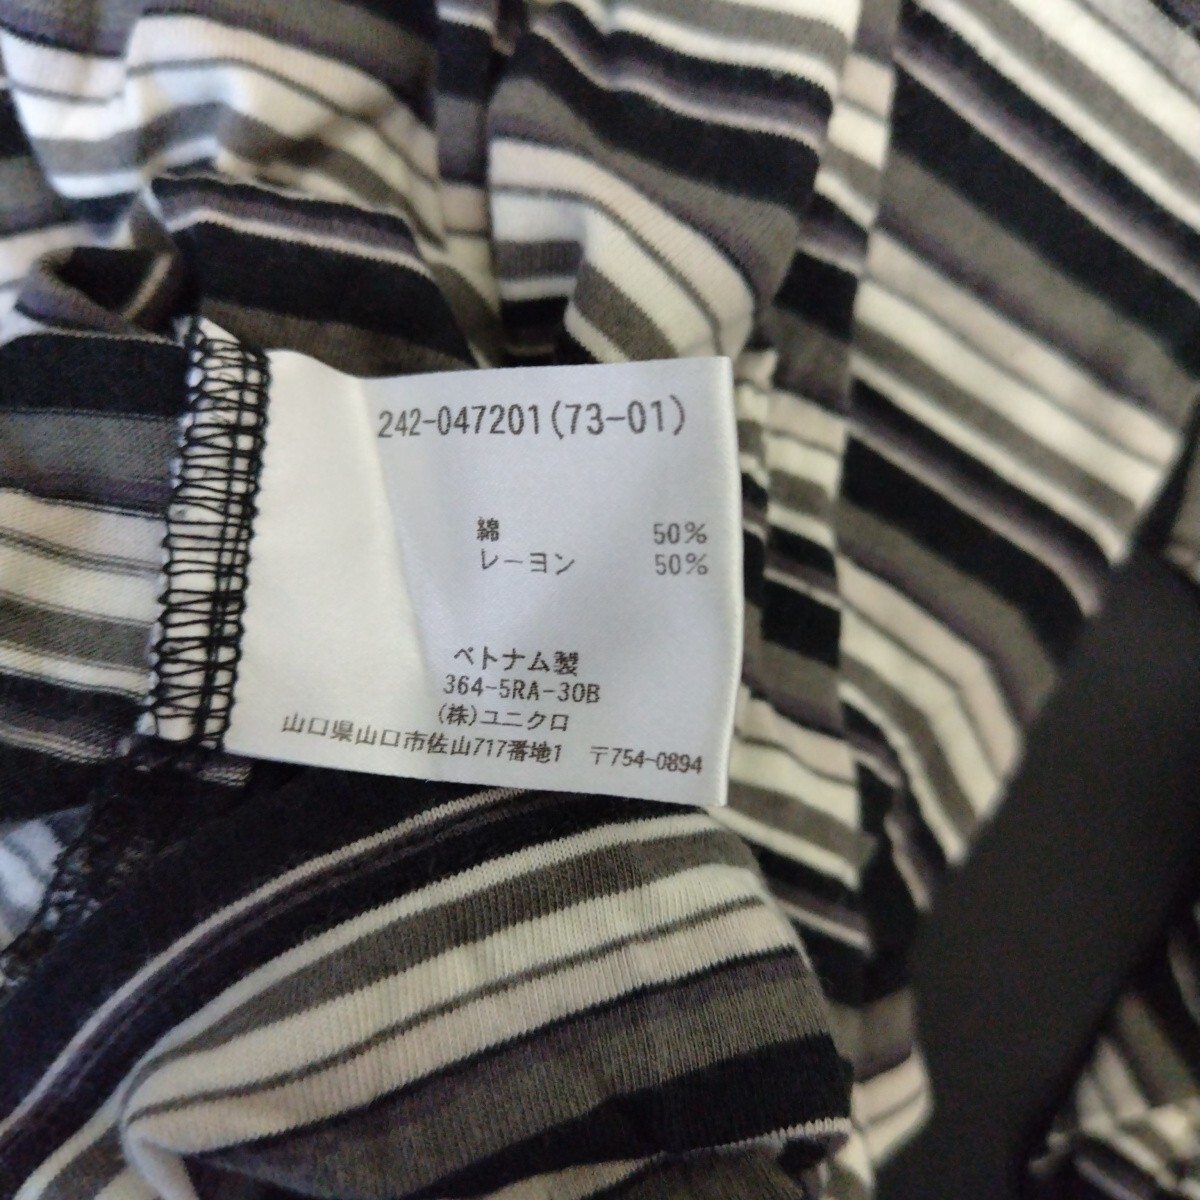 242-047201(73-01)
綿 50%
レーヨン 50%
ベトナム製
364-5RA-30B
(株)ユニクロ
山口県山口市佐山717番地1 〒754-0894